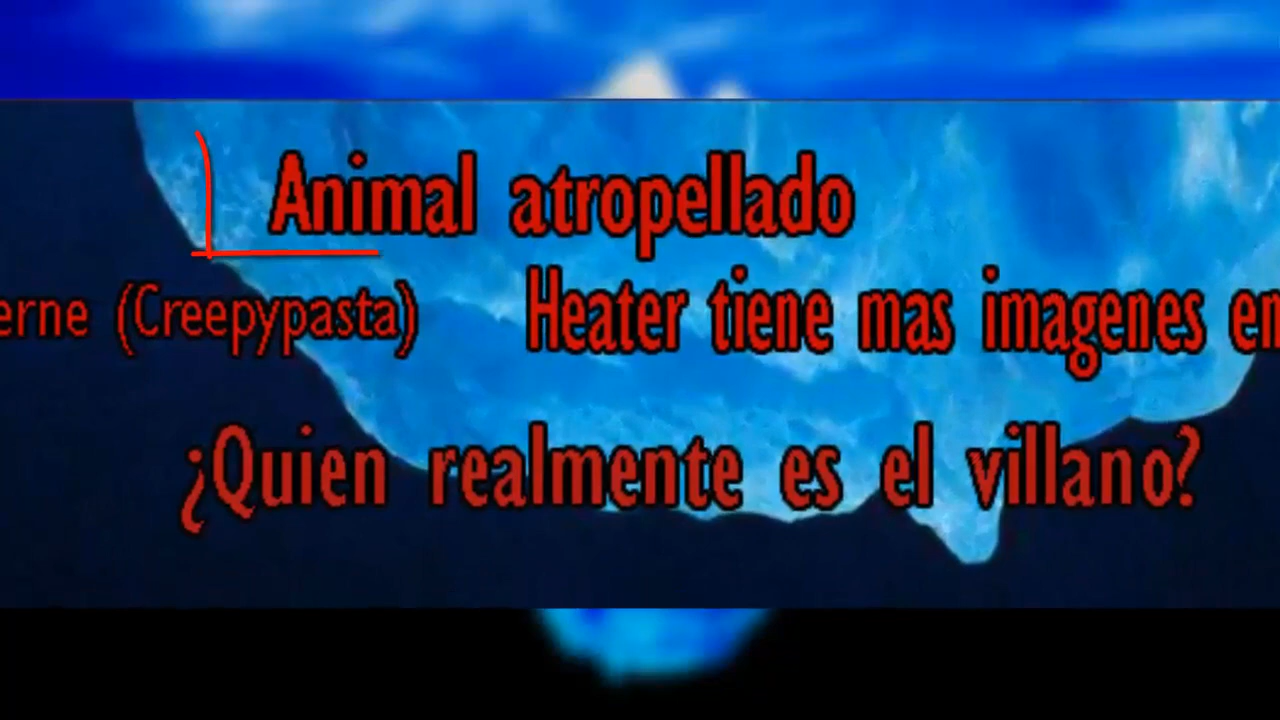 Animal atropellado
erne (Creepypasta) Heater tiene mas imagenes en
¿Quien realmente es el villano?